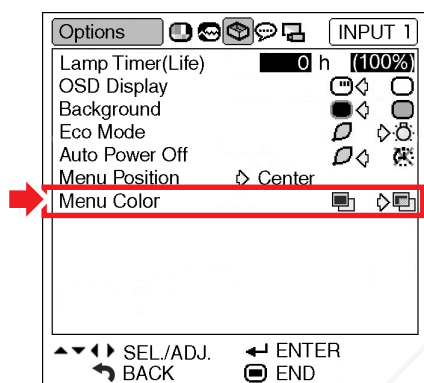 Options INPUT 1
Lamp Timer(Life) 0 h (100%)
OSD Display
Background
Eco Mode
Auto Power Off
Menu Position Center
Menu Color
SEL./ADJ. ENTER
BACK END